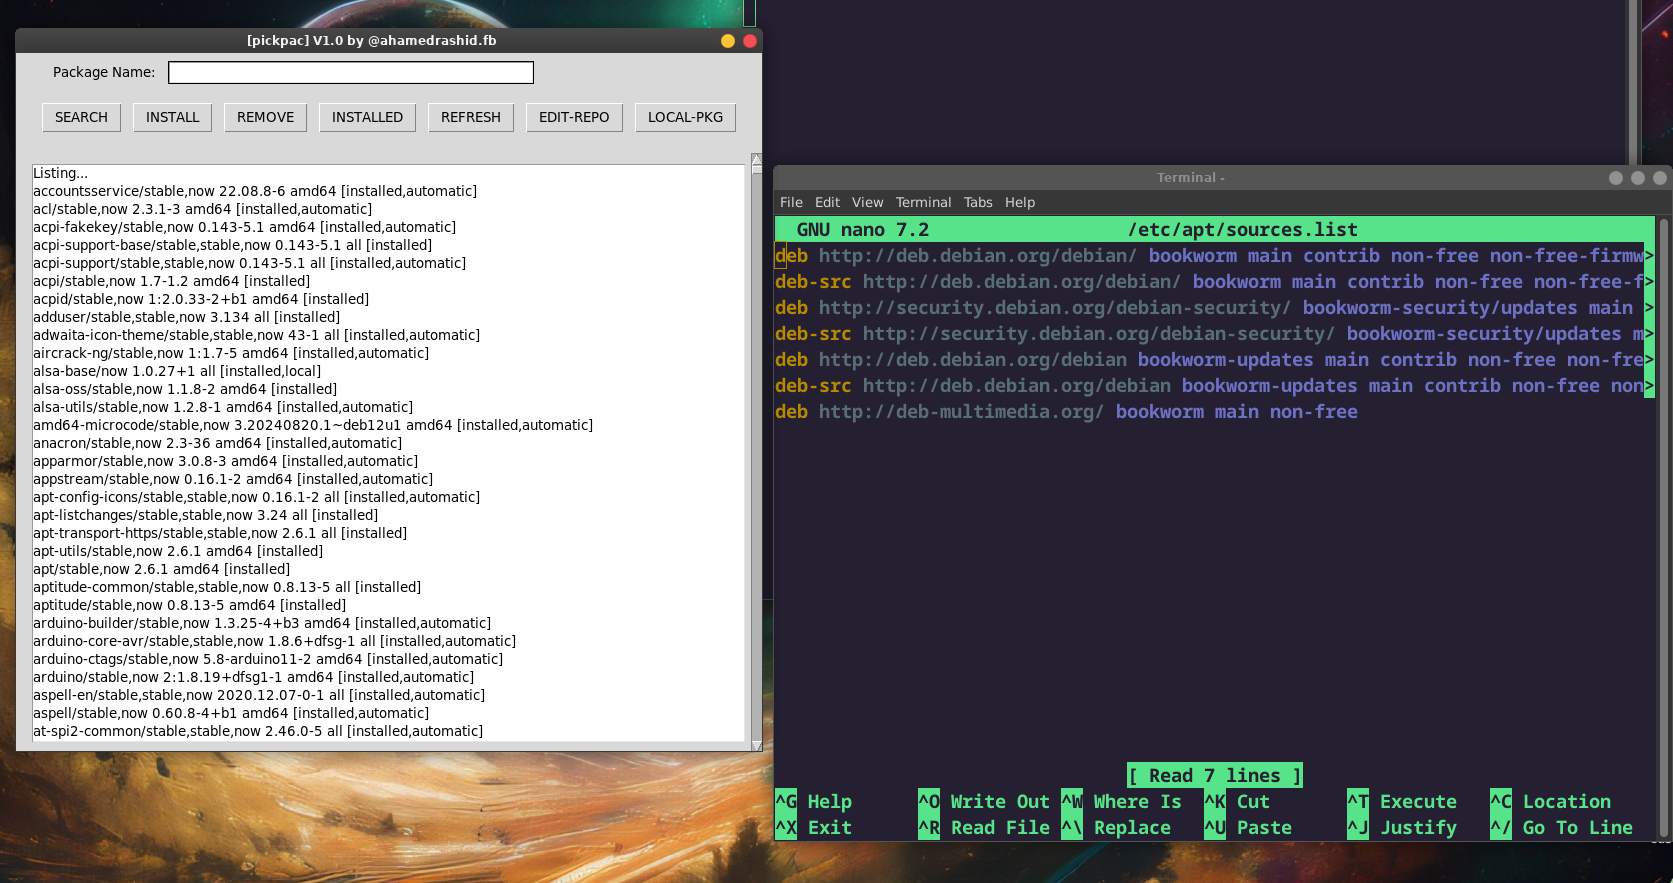 [pickpac] V1.0 by @ahamedrashid.fb
Package Name:
SEARCH INSTALL REMOVE INSTALLED REFRESH EDIT-REPO LOCAL-PKG
Listing...
accountsservice/stable,now 22.08.8-6 amd64 [installed,automatic]
acl/stable,now 2.3.1-3 amd64 [installed,automatic]
acpi-fakekey/stable,now 0.143-5.1 amd64 [installed,automatic]
acpi-support-base/stable,stable,now 0.143-5.1 all [installed]
acpi-support/stable,stable,now 0.143-5.1 all [installed]
acpi/stable,now 1.7-1.2 amd64 [installed]
acpid/stable,now 1:2.0.33-2+b1 amd64 [installed]
adduser/stable,now 3.134 all [installed]
adwaita-icon-theme/stable,stable,now 43-1 all [installed,automatic]
aircrack-ng/stable,now 1:1.7-5 amd64 [installed,automatic]
alsa-base/now 1.0.27+1 all [installed,local]
alsa-oss/stable,now 1.1.8-2 amd64 [installed]
alsa-utils/stable,now 1.2.8-1 amd64 [installed,automatic]
amd64-microcode/stable,now 3.20240820.1~deb12u1 amd64 [installed,automatic]
anacron/stable,now 2.3-36 amd64 [installed,automatic]
apparmor/stable,now 3.0.8-3 amd64 [installed,automatic]
appstream/stable,now 0.16.1-2 amd64 [installed,automatic]
apt-config-icons/stable,stable,now 0.16.1-2 all [installed,automatic]
apt-listchanges/stable,stable,now 3.24 all [installed]
apt-transport-https/stable,stable,now 2.6.1 all [installed]
apt-utils/stable,now 2.6.1 amd64 [installed]
apt/stable,now 2.6.1 amd64 [installed]
aptitude-common/stable,stable,now 0.8.13-5 all [installed]
aptitude/stable,now 0.8.13-5 amd64 [installed]
arduino-builder/stable,now 1.3.25-4+b3 amd64 [installed,automatic]
arduino-core-avr/stable,stable,now 1.8.6+dfsg-1 all [installed,automatic]
arduino-ctags/stable,now 5.8-arduino11-2 amd64 [installed,automatic]
arduino/stable,now 2:1.8.19+dfsg1-1 amd64 [installed,automatic]
aspell-en/stable,stable,now 2020.12.07-0-1 all [installed,automatic]
aspell/stable,now 0.60.8-4+b1 amd64 [installed,automatic]
at-spi2-common/stable,stable,now 2.46.0-5 all [installed,automatic]
Terminal -
File Edit View Terminal Tabs Help
GNU nano 7.2 /etc/apt/sources.list
deb http://deb.debian.org/debian/ bookworm main contrib non-free non-free-firmw>
deb-src http://deb.debian.org/debian/ bookworm main contrib non-free non-free-f>
deb http://security.debian.org/debian-security/ bookworm-security/updates main >
deb-src http://security.debian.org/debian-security/ bookworm-security/updates m>
deb http://deb.debian.org/debian bookworm-updates main contrib non-free non-fre>
deb-src http://deb.debian.org/debian bookworm-updates main contrib non-free non>
deb http://deb-multimedia.org/ bookworm main non-free
[ Read 7 lines ]
^G Help ^O Write Out ^W Where Is ^K Cut ^T Execute ^C Location
^X Exit ^R Read File ^\ Replace ^U Paste ^J Justify ^/ Go To Line